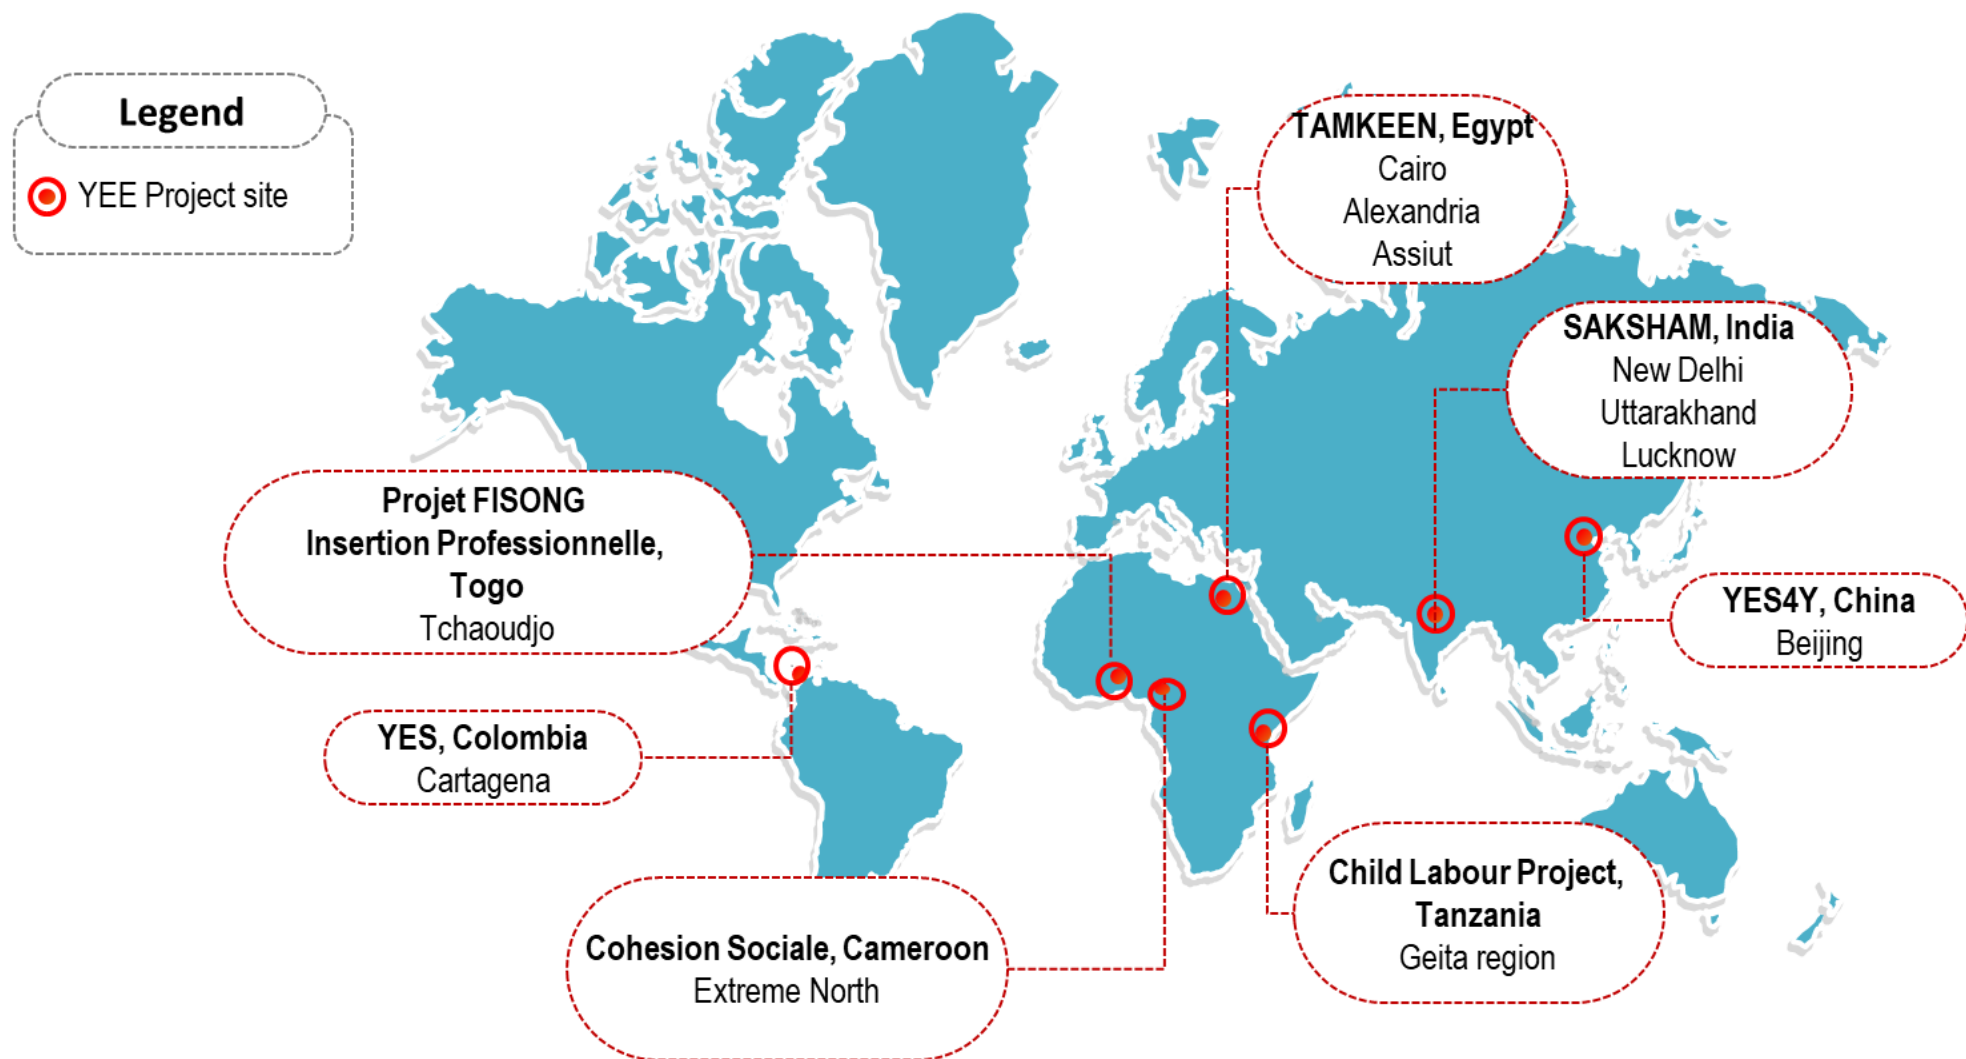 Legend
YEE Project site
TAMKEEN, Egypt
Cairo
Alexandria
Assiut
SAKSHAM, India
New Delhi
Uttarakhand
Lucknow
Projet FISONG
Insertion Professionnelle,
Togo
Tchaoudjo
YES4Y, China
Beijing
YES, Colombia
Cartagena
Child Labour Project,
Tanzania
Geita region
Cohesion Sociale, Cameroon
Extreme North